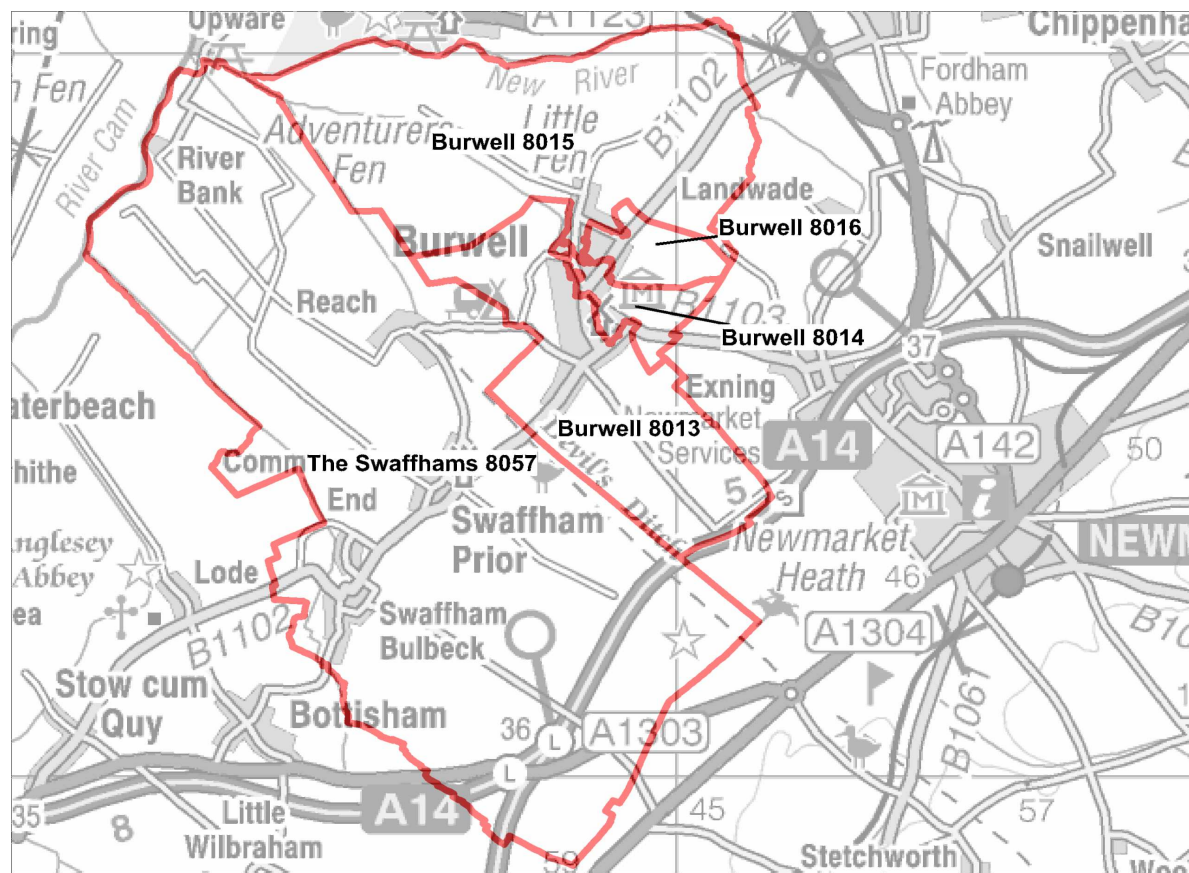 Upware
A1123
Chippenha
ring
n Fen
New River
Fordham
Abbey
River Cam
Adventurers
Fen
Little
Fen
B1102
Burwell 8015
River
Bank
Landwade
Burwell 8016
Snailwell
Burwell
Reach
B1103
Burwell 8014
37
Exning
aterbeach
Newmarket
Services
Burwell 8013
A14
A142
50
hithe
Comm
The Swaffhams 8057
End
Devil's Ditch
5
S
Swaffham
Prior
Newmarket
Heath
NEWM
nglesey
Abbey
Lode
46
ea
B1102
Swaffham
Bulbeck
A1304
B10
Stow cum
Quy
Bottisham
36
L
A1303
B1061
L
35
A14
8
Little
Wilbraham
45
57
59
Stetchworth
Woo